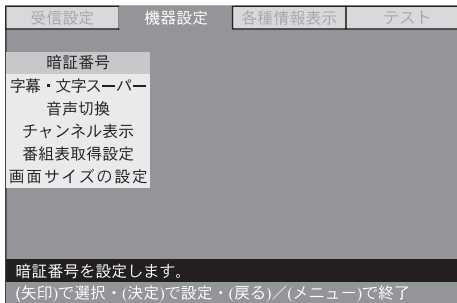 受信設定 機器設定 各種情報表示 テスト
暗証番号
字幕・文字スーパー
音声切換
チャンネル表示
番組表取得設定
画面サイズの設定
暗証番号を設定します。
(矢印)で選択・(決定)で設定・(戻る)／(メニュー)で終了